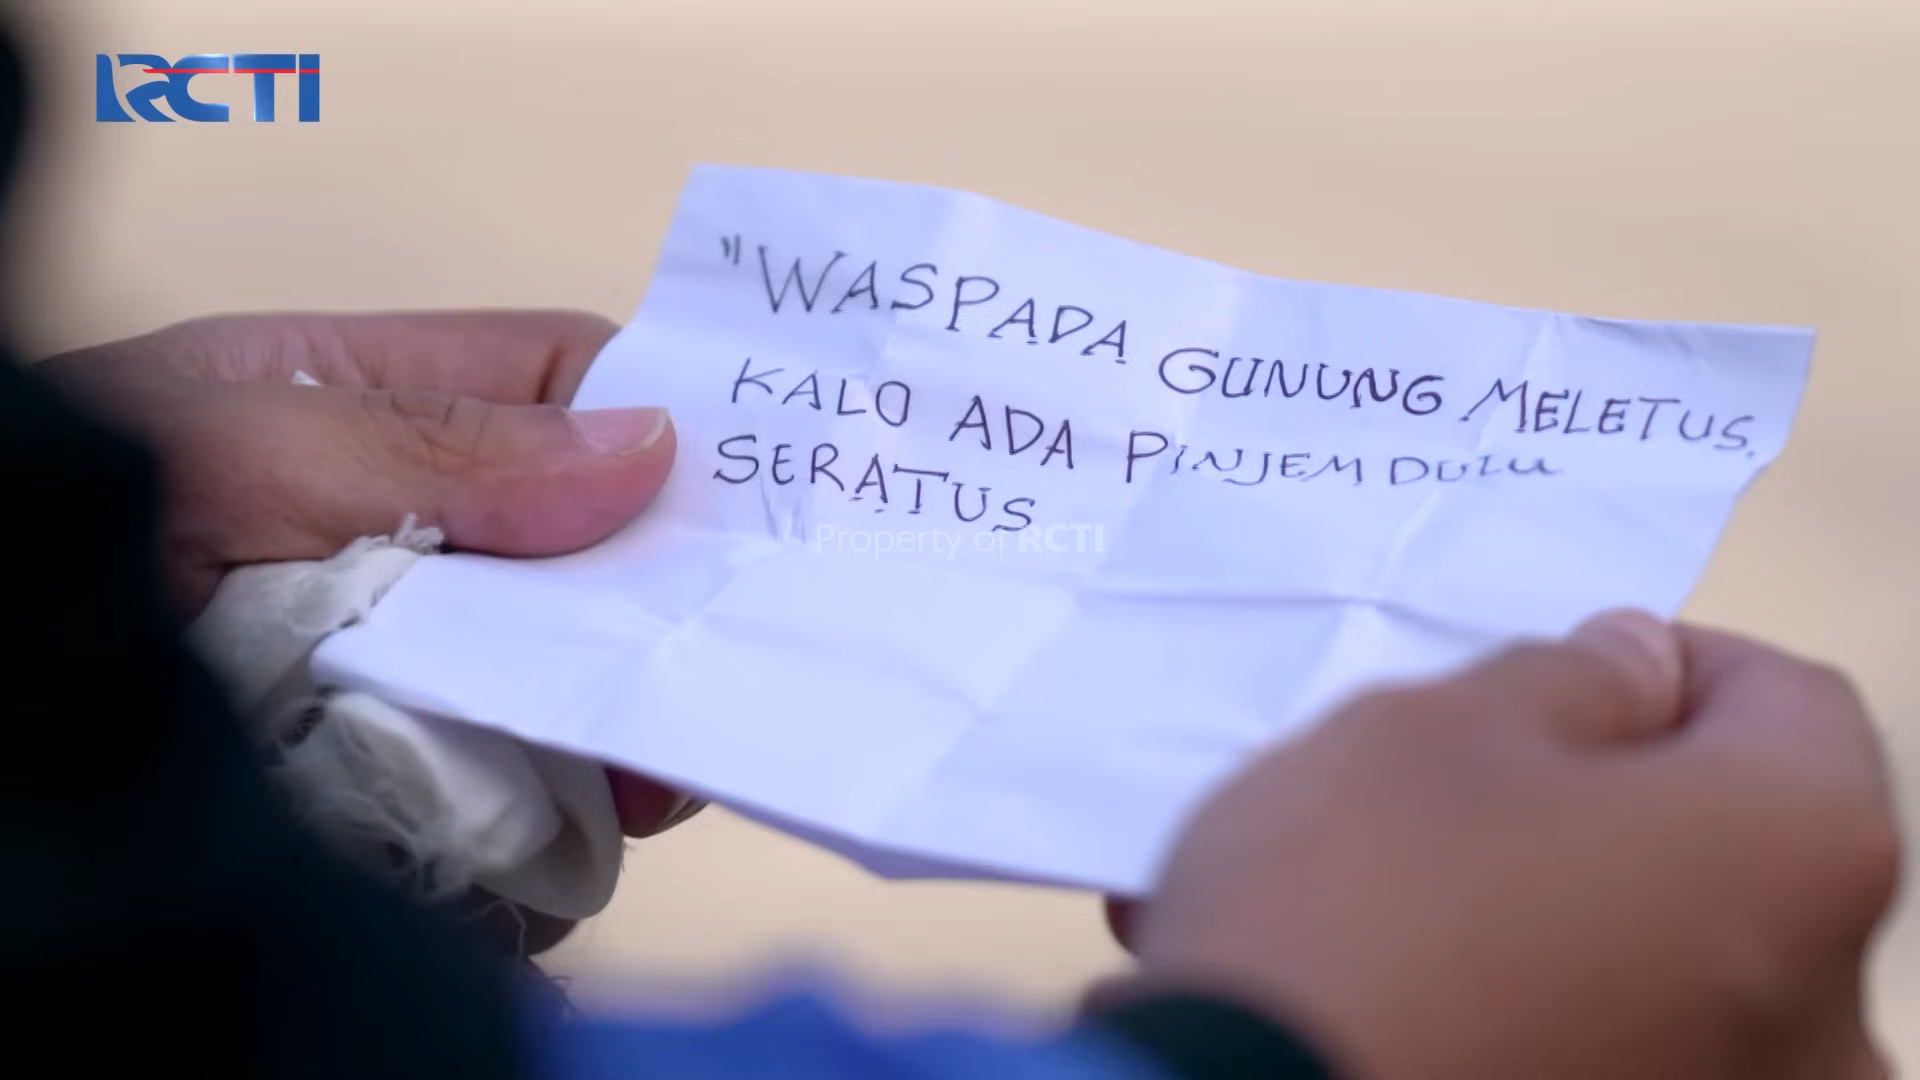 RCTI
"WASPADA GUNUNG MELETUS.
KALO ADA PINJEM DULU
SERATUS
Property of RCTI